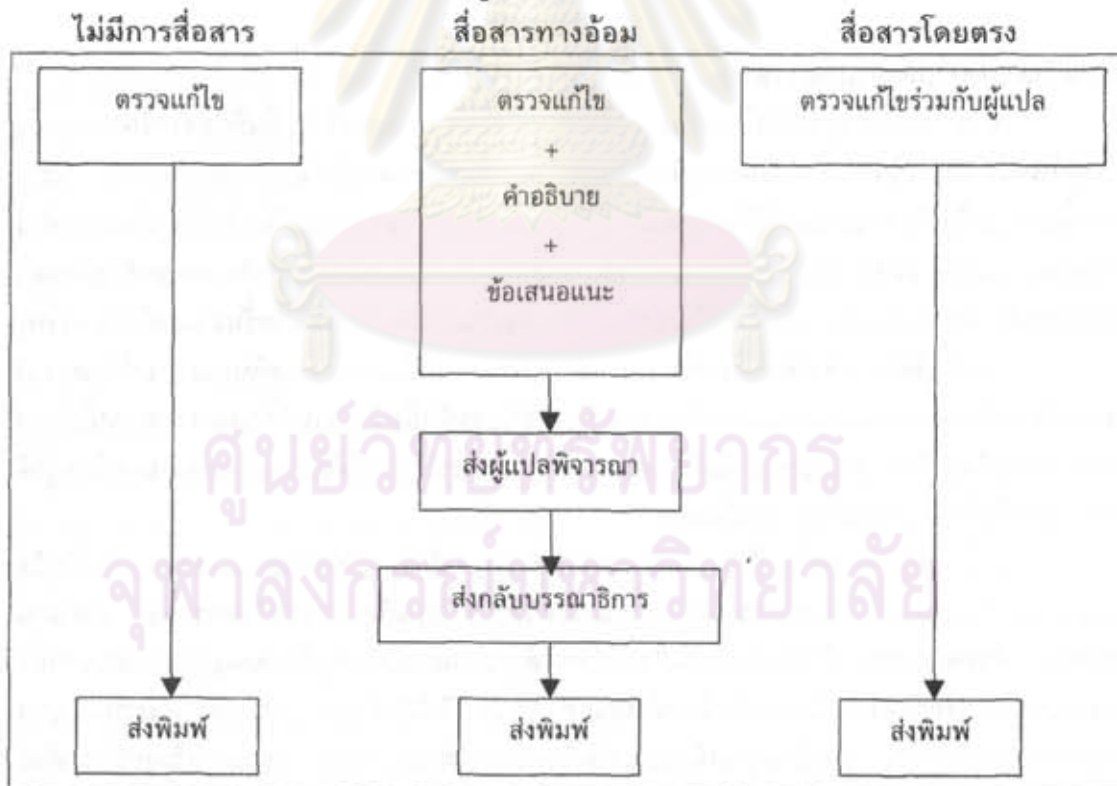 ไม่มีการสื่อสาร
สื่อสารทางอ้อม
สื่อสารโดยตรง
ตรวจแก้ไข
ตรวจแก้ไข
+
คำอธิบาย
+
ข้อเสนอแนะ
ตรวจแก้ไขร่วมกับผู้แปล
ส่งผู้แปลพิจารณา
ส่งกลับบรรณาธิการ
ส่งพิมพ์
ส่งพิมพ์
ส่งพิมพ์
ศูนย์วิทยทรัพยากร
จุฬาลงกรณ์มหาวิทยาลัย